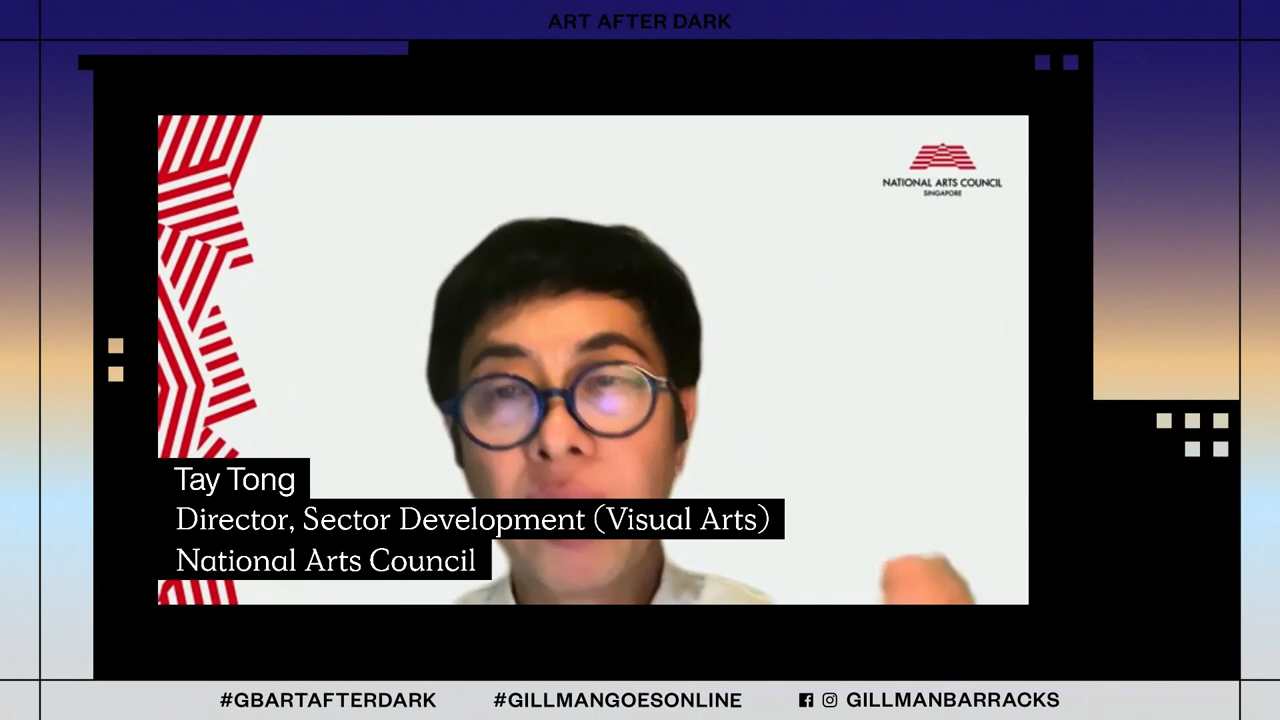 ART AFTER DARK
NATIONAL ARTS COUNCIL
SINGAPORE
Tay Tong
Director, Sector Development (Visual Arts)
National Arts Council
#GBARTAFTERDARK
#GILLMANGOESONLINE
GILLMANBARRACKS